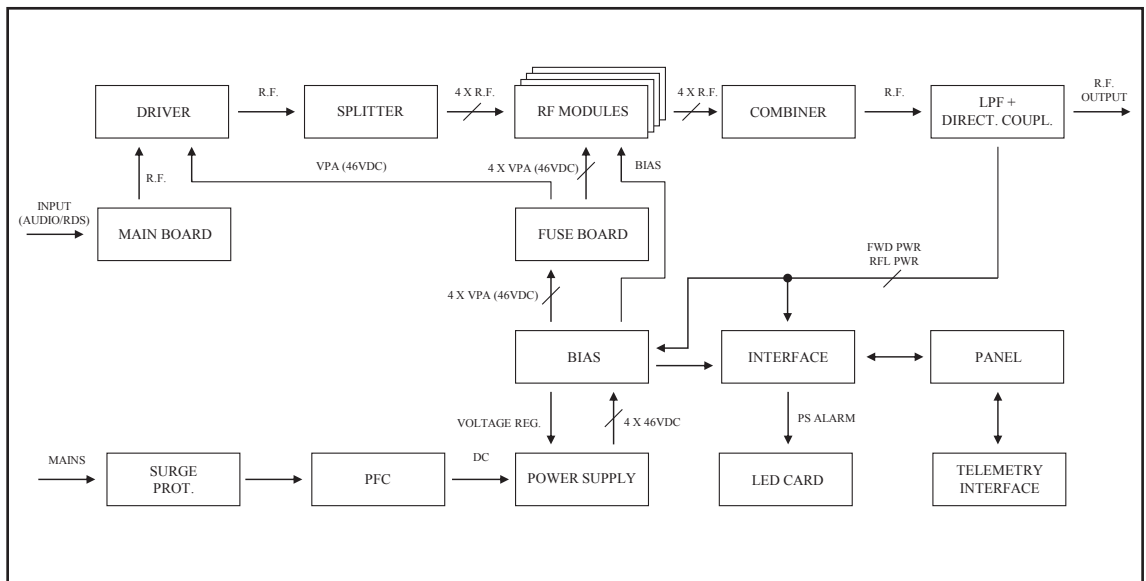 R.F.
4 X R.F.
4 X R.F.
R.F.
R.F.
OUTPUT
DRIVER
SPLITTER
RF MODULES
COMBINER
LPF +
DIRECT. COUPL.
R.F.
VPA (46VDC)
4 X VPA (46VDC)
BIAS
INPUT
(AUDIO/RDS)
MAIN BOARD
FUSE BOARD
FWD PWR
RFL PWR
4 X VPA (46VDC)
BIAS
INTERFACE
PANEL
VOLTAGE REG.
4 X 46VDC
PS ALARM
MAINS
DC
SURGE
PROT.
PFC
POWER SUPPLY
LED CARD
TELEMETRY
INTERFACE